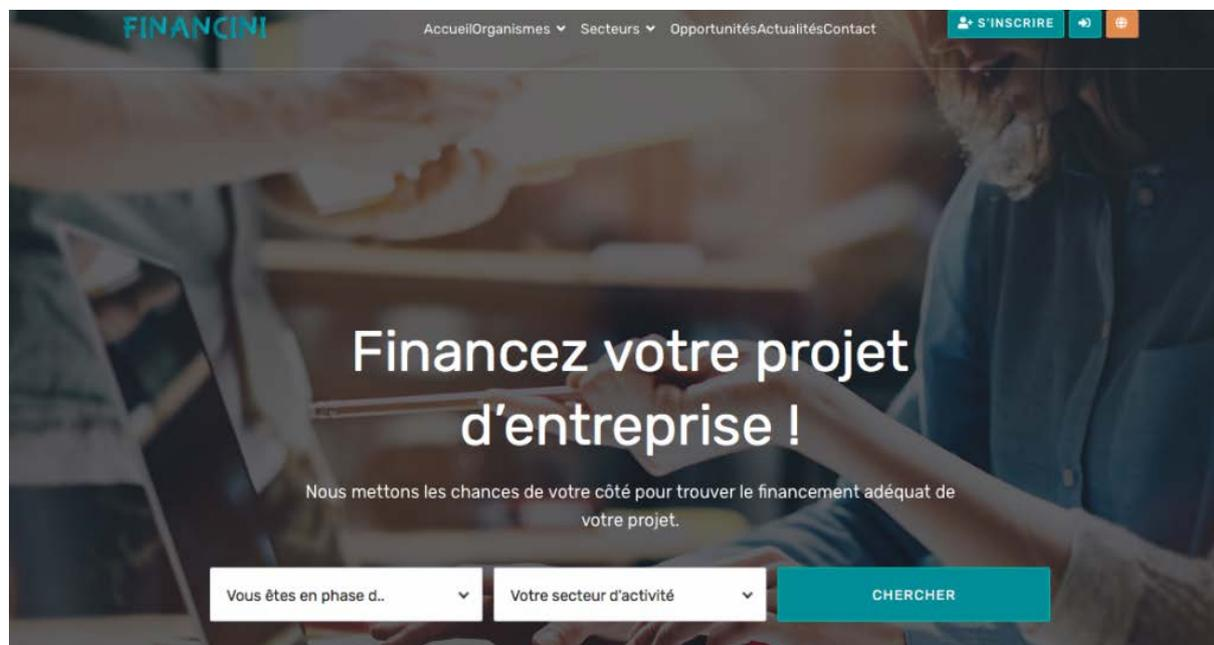 FINANCINI
AccueilOrganismes Secteurs OpportunitésActualitésContact
S'INSCRIRE
Financez votre projet
d'entreprise !
Nous mettons les chances de votre côté pour trouver le financement adéquat de
votre projet.
Vous êtes en phase d..
Votre secteur d'activité
CHERCHER